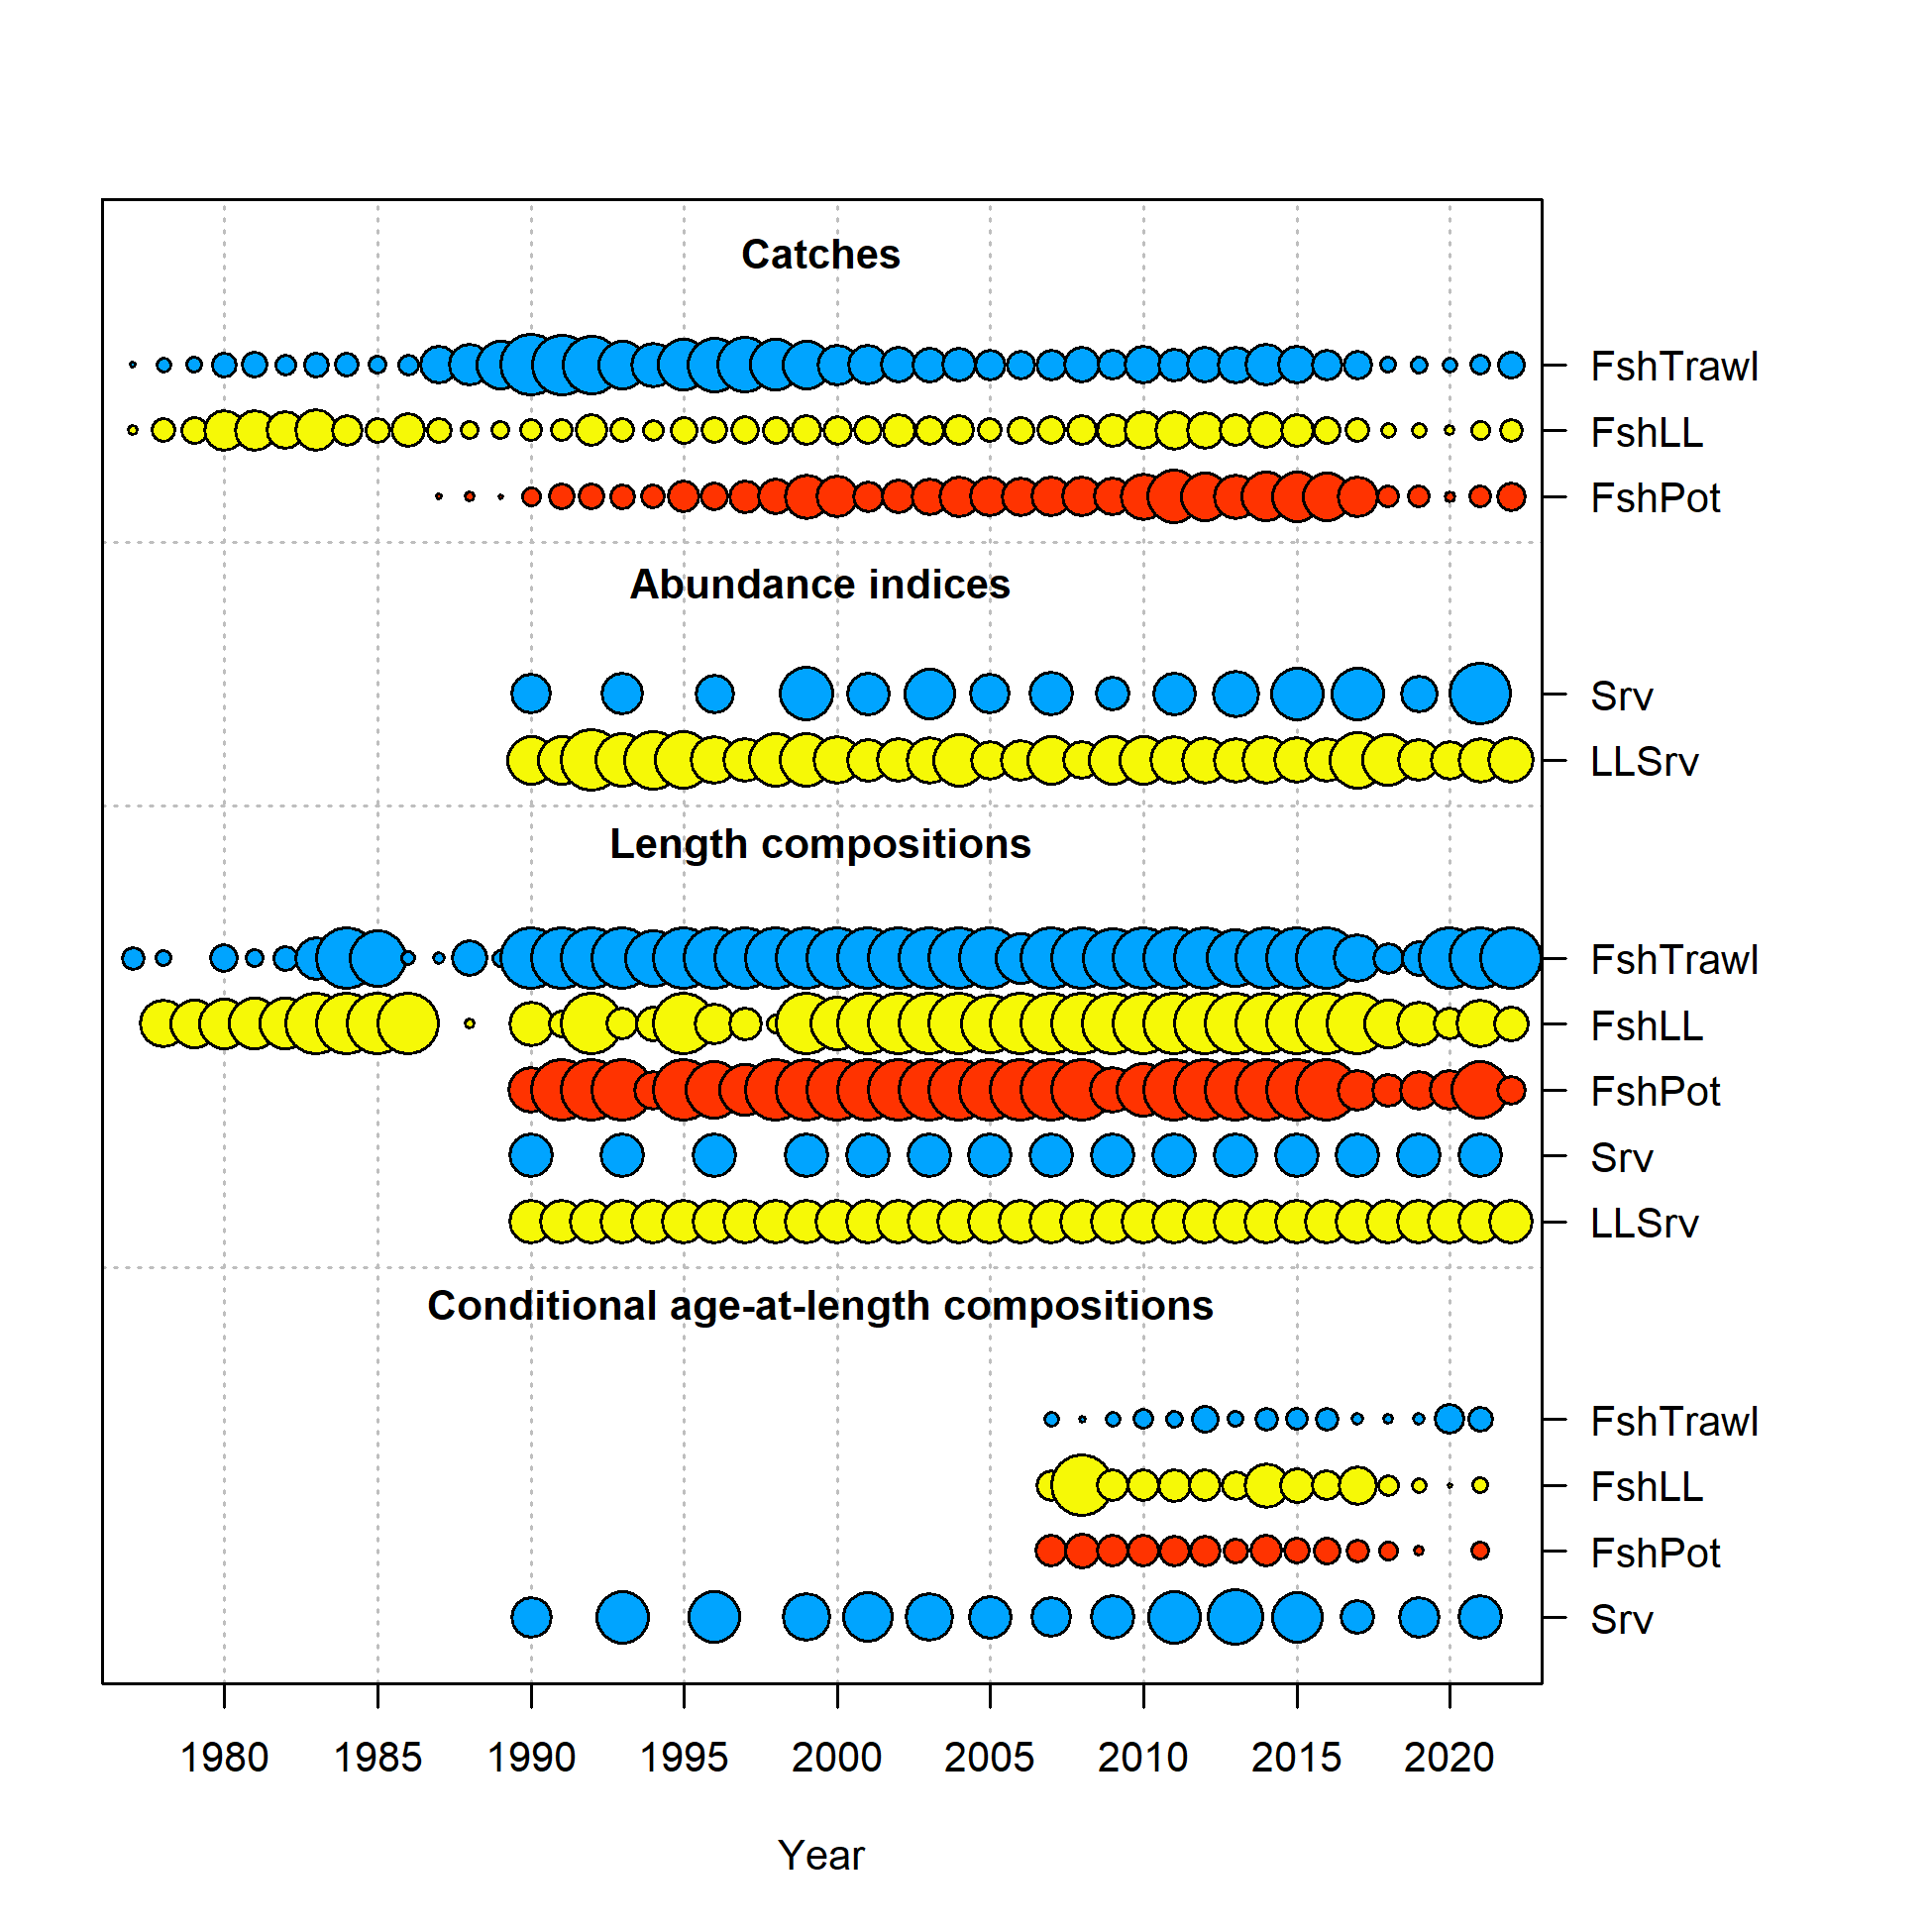 Catches
FshTrawl
FshLL
FshPot
Abundance indices
Srv
LLSrv
Length compositions
FshTrawl
FshLL
FshPot
Srv
LLSrv
Conditional age-at-length compositions
FshTrawl
FshLL
FshPot
Srv
1980 1985 1990 1995 2000 2005 2010 2015 2020
Year